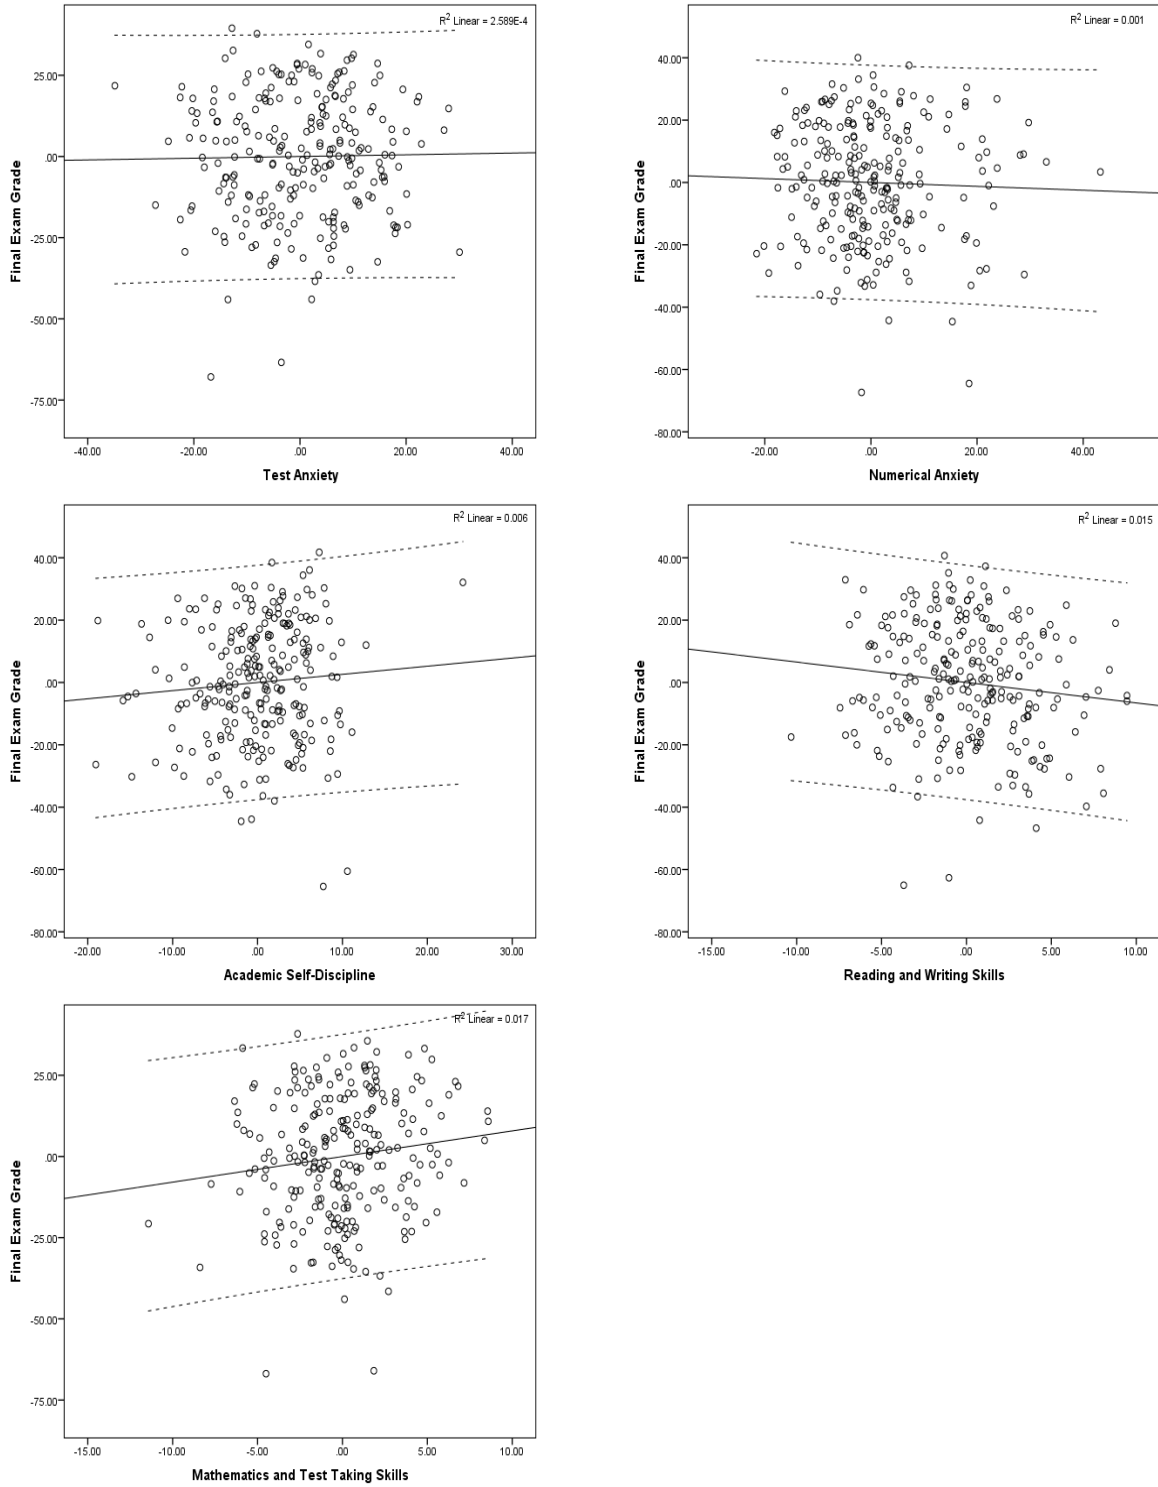 R² Linear = 2.589E-4
Final Exam Grade
25.00
.00
-25.00
-50.00
-75.00
-40.00 -20.00 .00 20.00 40.00
Test Anxiety
R² Linear = 0.001
Final Exam Grade
40.00
20.00
.00
-20.00
-40.00
-60.00
-80.00
-20.00 .00 20.00 40.00
Numerical Anxiety
R² Linear = 0.006
Final Exam Grade
40.00
20.00
.00
-20.00
-40.00
-60.00
-80.00
-20.00 -10.00 .00 10.00 20.00 30.00
Academic Self-Discipline
R² Linear = 0.015
Final Exam Grade
40.00
20.00
.00
-20.00
-40.00
-60.00
-80.00
-15.00 -10.00 -5.00 .00 5.00 10.00
Reading and Writing Skills
R² Linear = 0.017
Final Exam Grade
25.00
.00
-25.00
-50.00
-75.00
-15.00 -10.00 -5.00 .00 5.00 10.00
Mathematics and Test Taking Skills